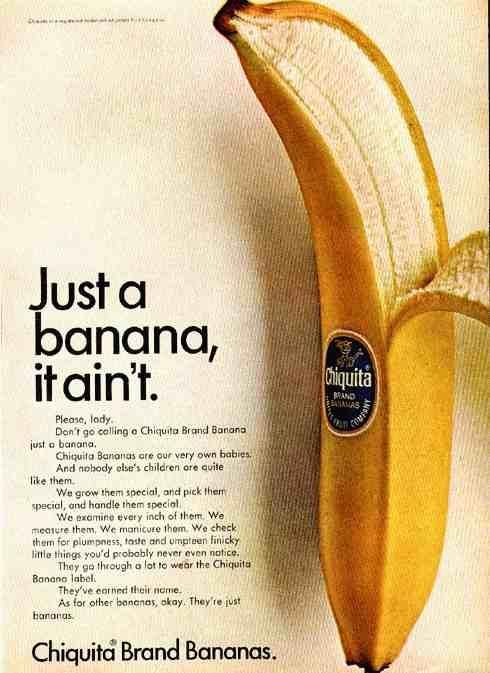 Just a
banana,
it ain't.
Please, lady.
Don't go calling a Chiquita Brand Banana
just a banana.
Chiquita Bananas are our very own babies.
And nobody else's children are quite
like them.
We grow them special, and pick them
special, and handle them special.
We examine every inch of them. We
measure them. We manicure them. We check
them for plumpness, taste and umpteen finicky
little things you'd probably never even notice.
They go through a lot to wear the Chiquita
Banana label.
They've earned their name.
As for other bananas, okay. They're just
bananas.
Chiquita® Brand Bananas.
Chiquita
BRAND
BANANAS
FRUIT COMPANY